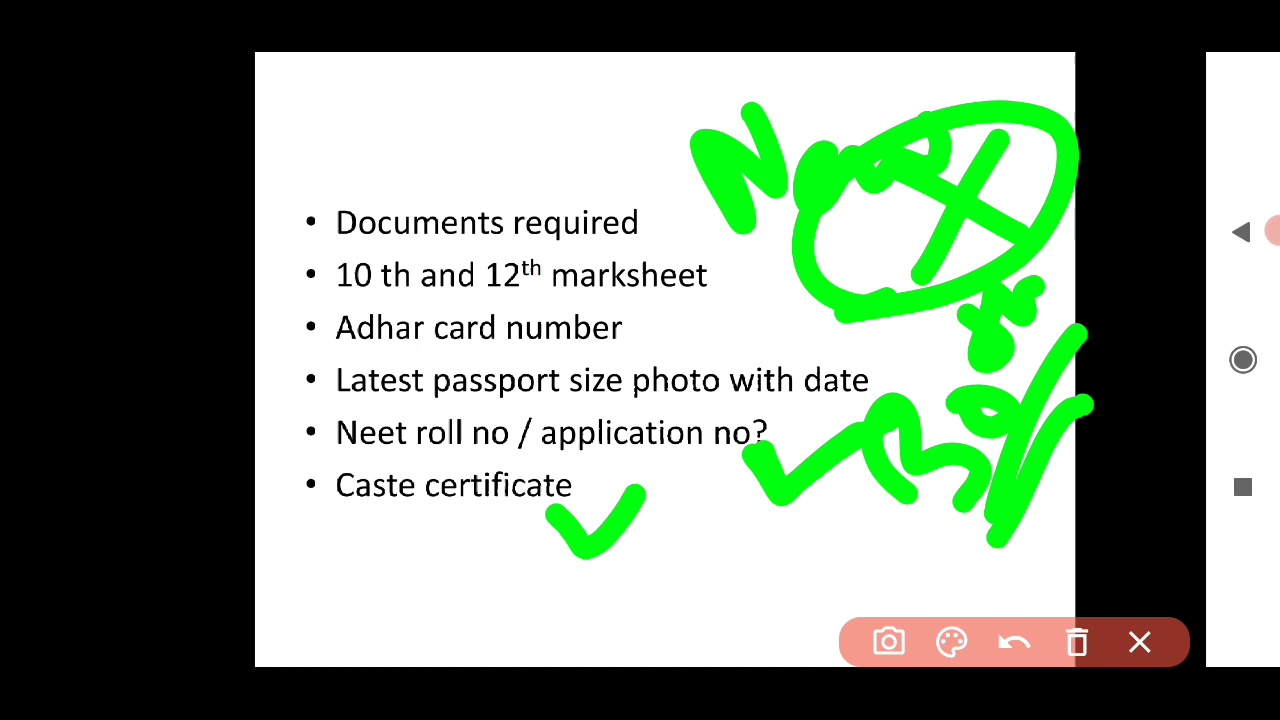 Documents required
10 th and 12th marksheet
Adhar card number
Latest passport size photo with date
Neet roll no / application no?
Caste certificate